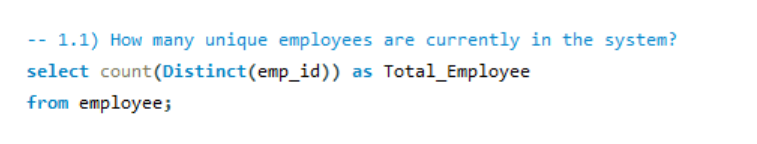 -- 1.1) How many unique employees are currently in the system?
select count(Distinct(emp_id)) as Total_Employee
from employee;